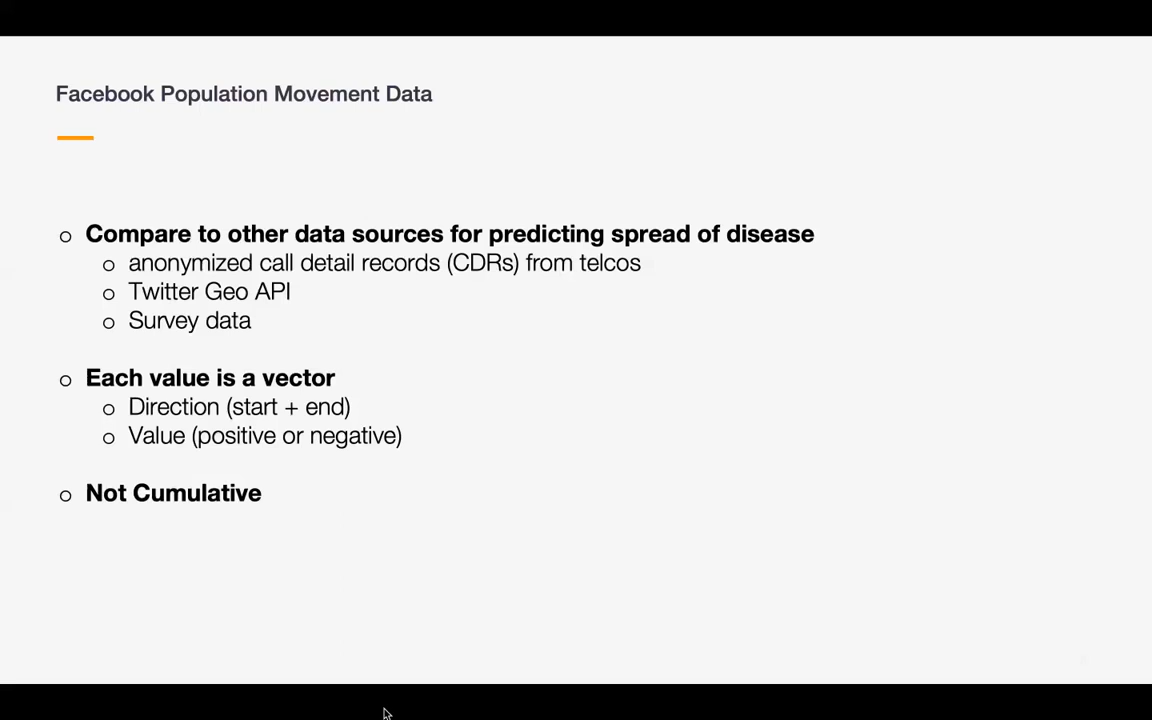 Facebook Population Movement Data
Compare to other data sources for predicting spread of disease
anonymized call detail records (CDRs) from telcos
Twitter Geo API
Survey data
Each value is a vector
Direction (start + end)
Value (positive or negative)
Not Cumulative